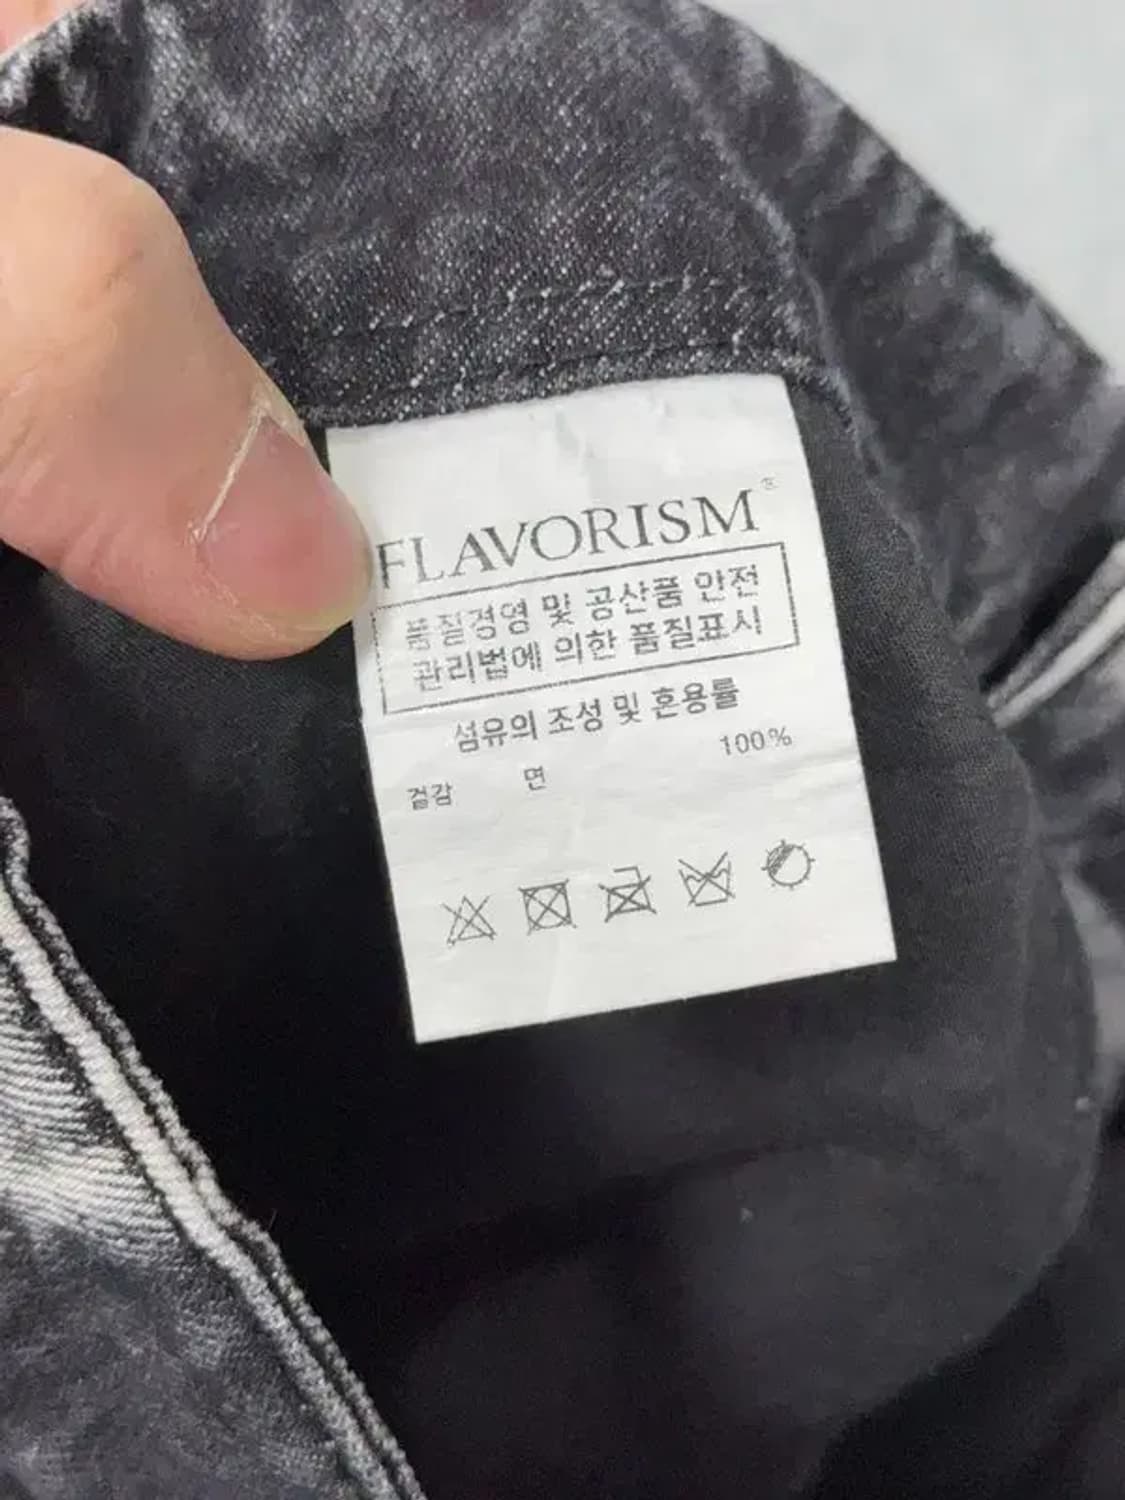 FLAVORISM®
품질경영 및 공산품 안전
관리법에 의한 품질표시
섬유의 조성 및 혼용률
겉감 면 100%